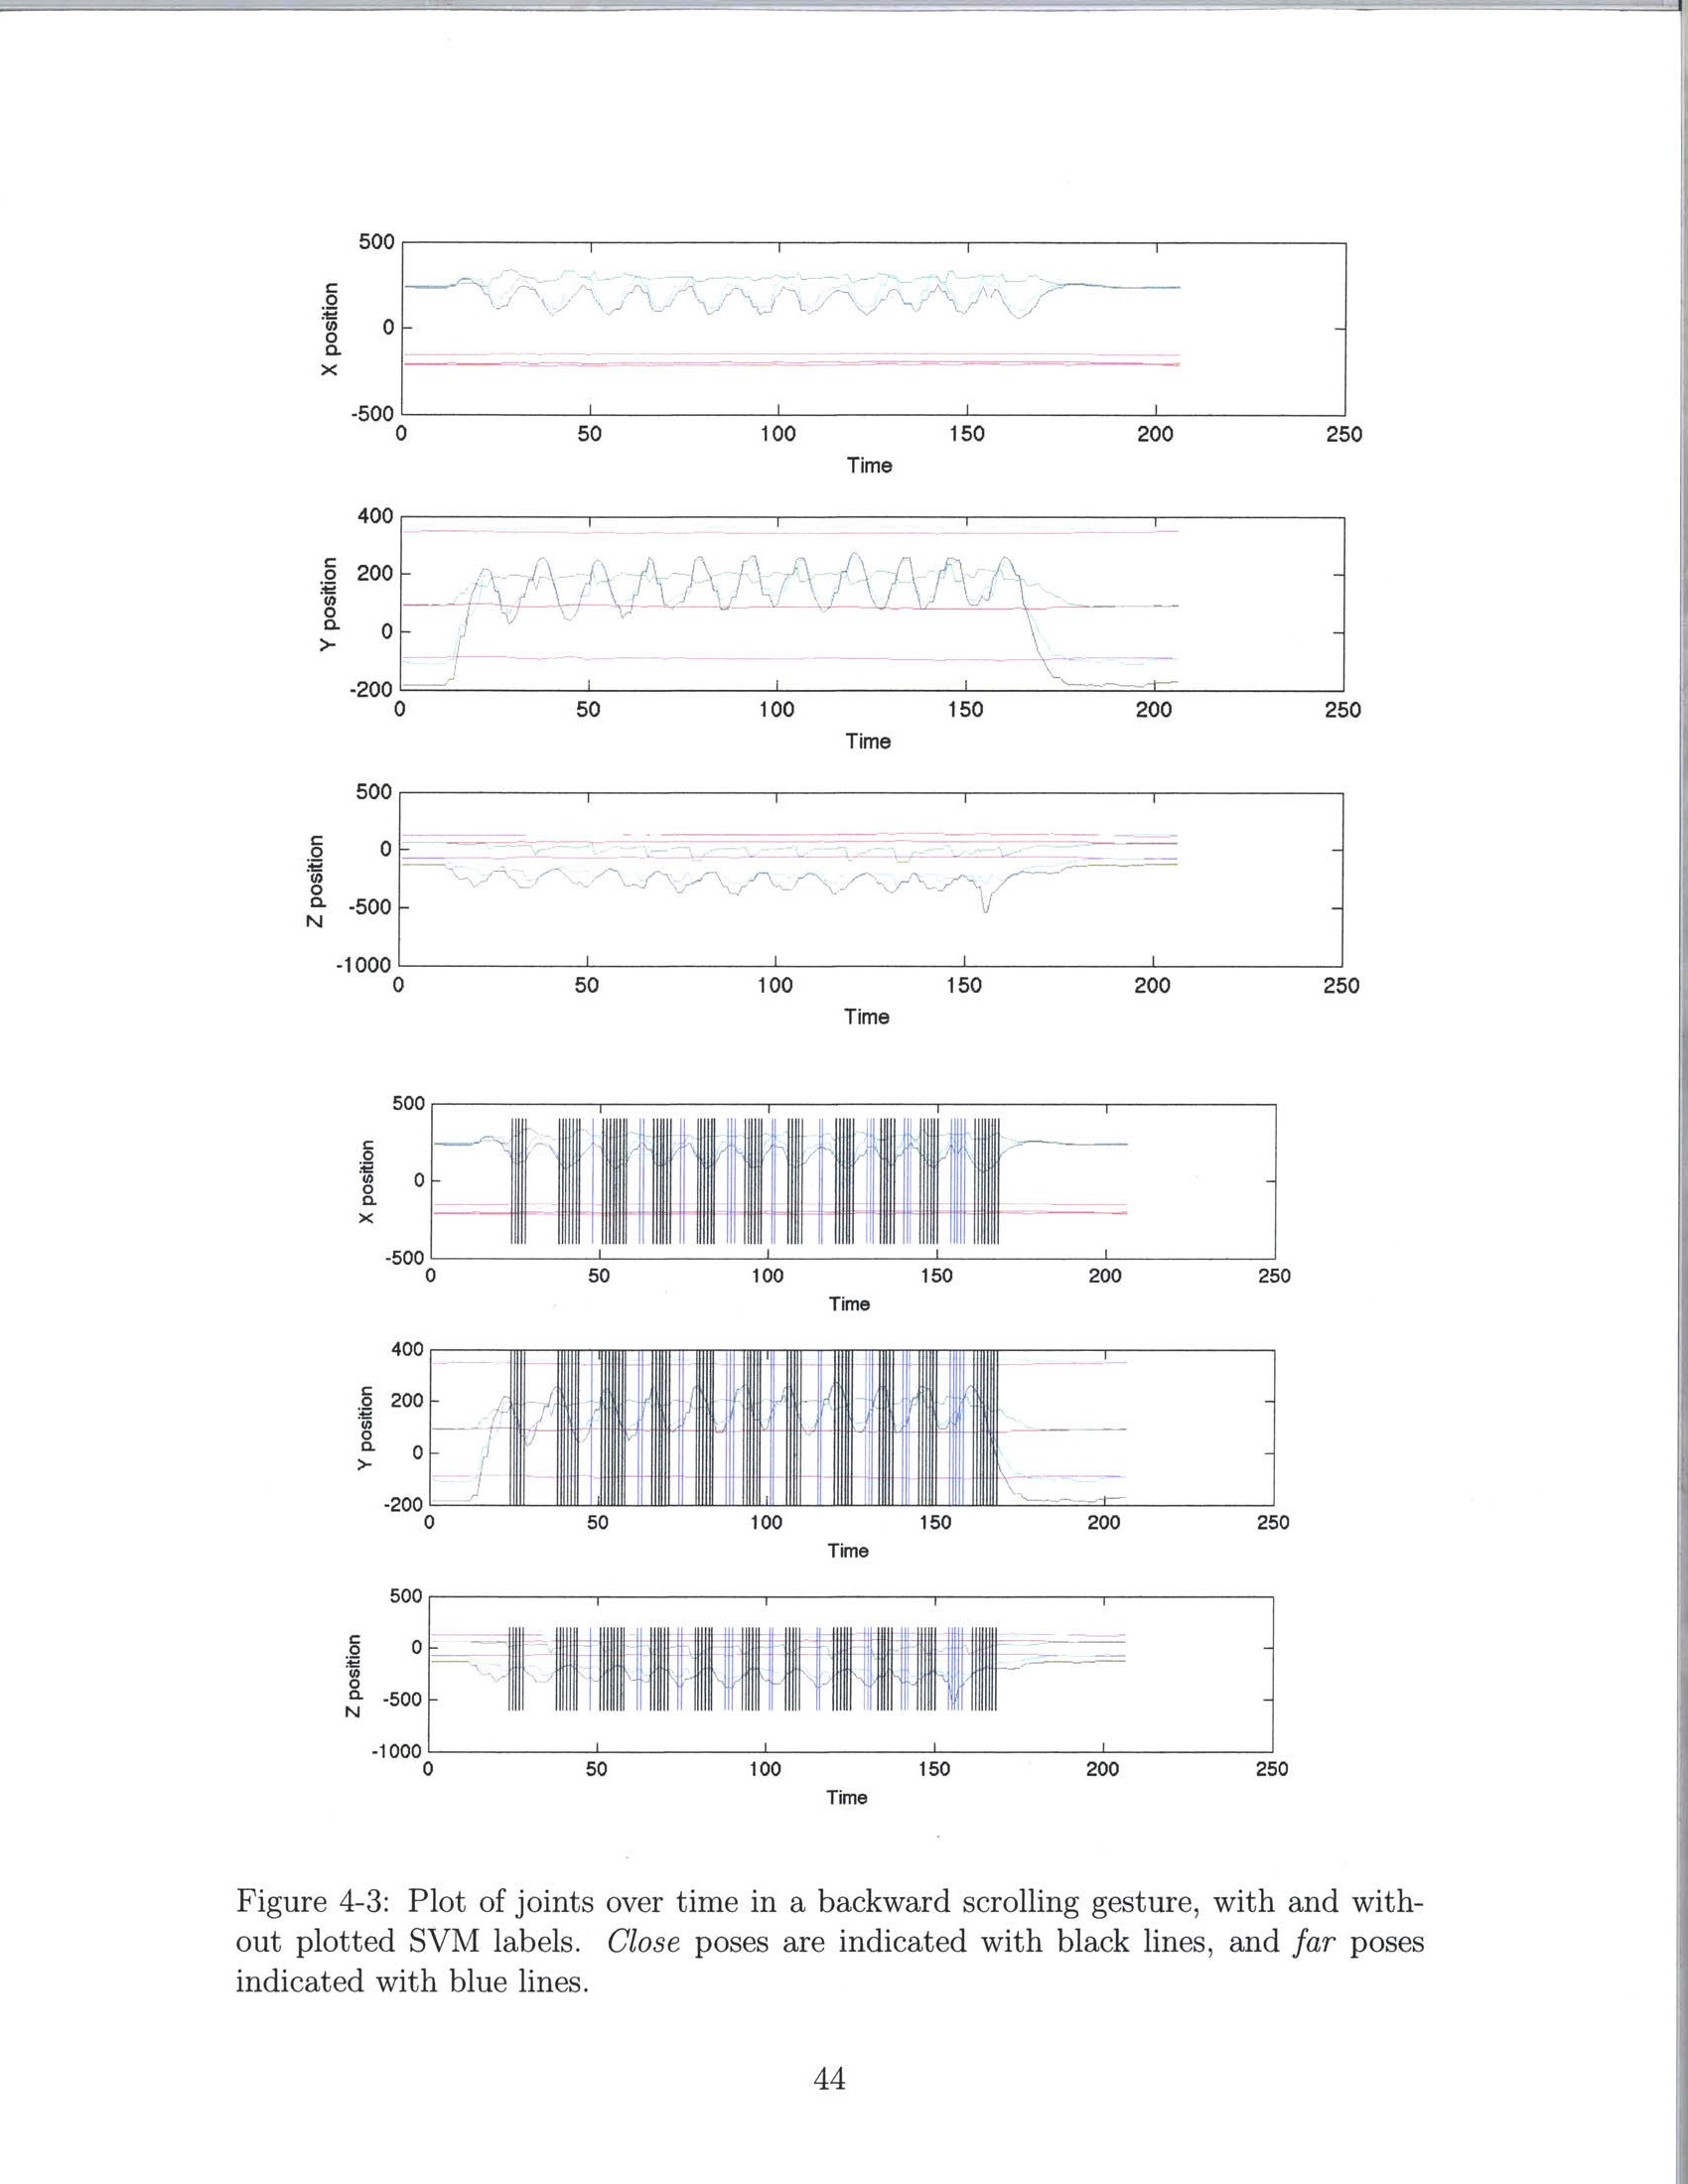 500
0
-500
X position
0 50 100 150 200 250
Time
400
200
0
-200
Y position
0 50 100 150 200 250
Time
500
0
-500
-1000
Z position
0 50 100 150 200 250
Time
500
0
-500
X position
0 50 100 150 200 250
Time
400
200
0
-200
Y position
0 50 100 150 200 250
Time
500
0
-500
-1000
Z position
0 50 100 150 200 250
Time
Figure 4-3: Plot of joints over time in a backward scrolling gesture, with and with-
out plotted SVM labels. Close poses are indicated with black lines, and far poses
indicated with blue lines.
44